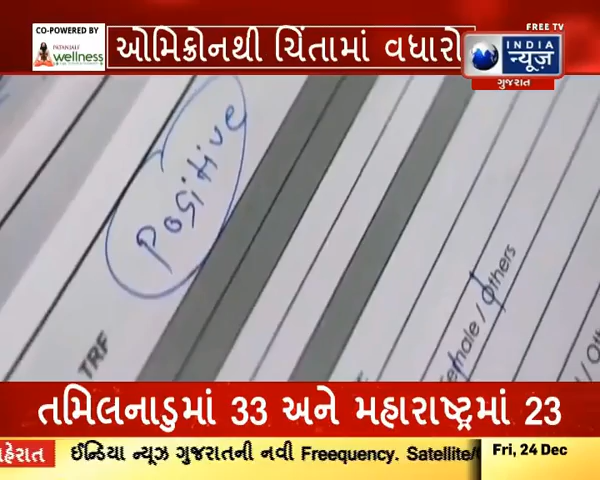 CO-POWERED BY
PATANJALI
wellness
ઓમિક્રોનથી ચિંતામાં વધારો
FREE TV
INDIA
ન્યૂઝ
ગુજરાત
Positive
TRF
Female / Others
તમિલનાડુમાં 33 અને મહારાષ્ટ્રમાં 23
ઈન્ડિયા ન્યૂઝ ગુજરાતની નવી Freequency. Satellite/
Fri, 24 Dec